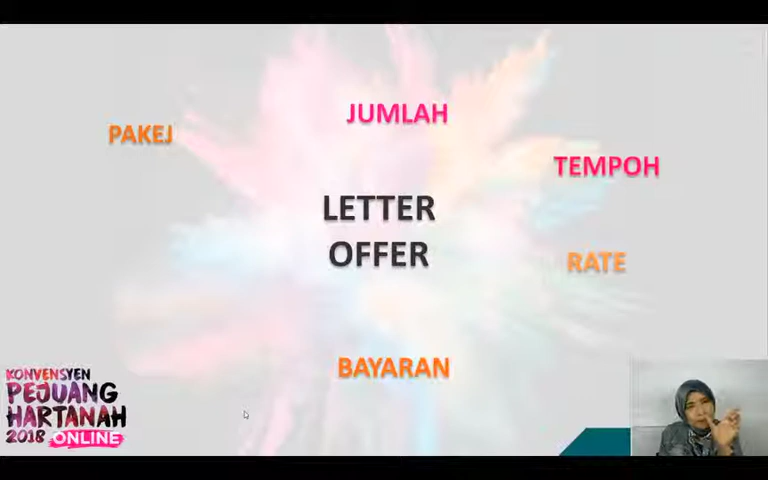 JUMLAH
PAKEJ
TEMPOH
LETTER
OFFER
RATE
BAYARAN
KONVENSYEN
PEJUANG
HARTANAH
2018 ONLINE